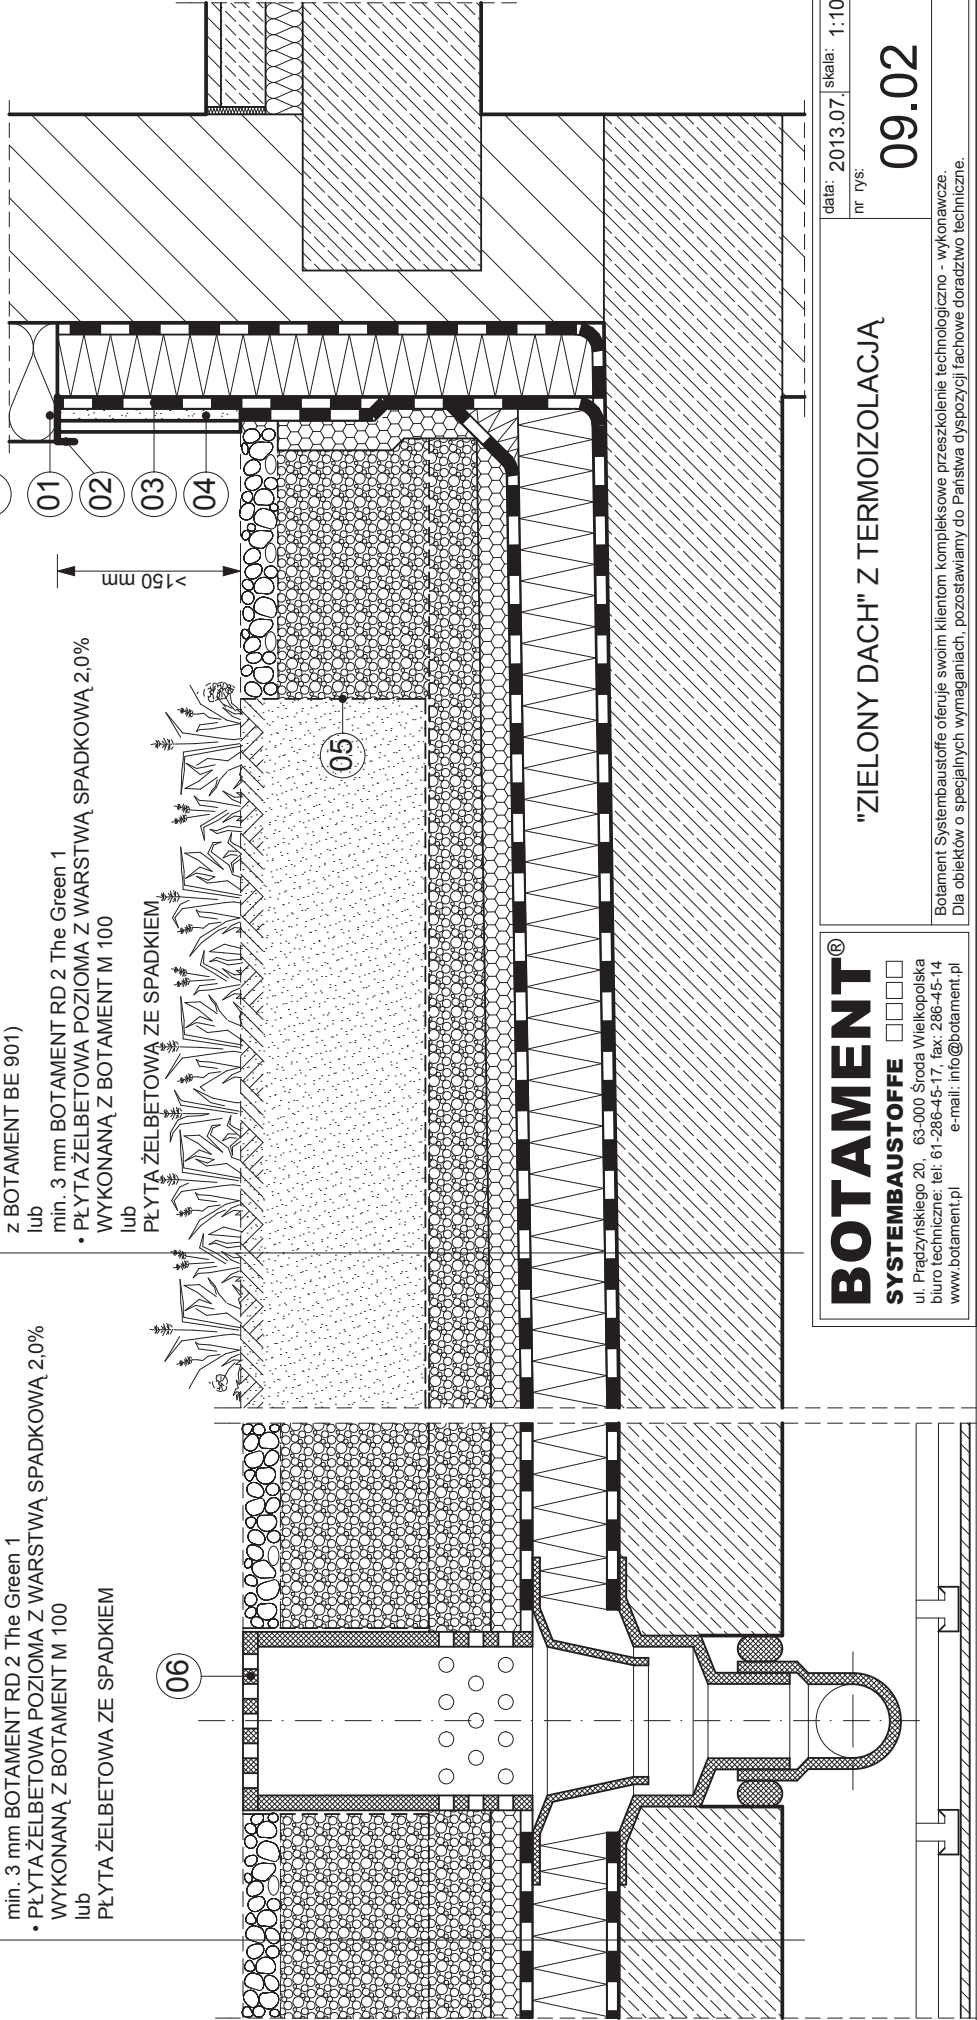 min. 3 mm BOTAMENT RD 2 The Green 1
• PŁYTA ŻELBETOWA POZIOMA Z WARSTWĄ SPADKOWĄ 2,0%
WYKONANĄ Z BOTAMENT M 100
lub
PŁYTA ŻELBETOWA ZE SPADKIEM
z BOTAMENT BE 901)
lub
min. 3 mm BOTAMENT RD 2 The Green 1
• PŁYTA ŻELBETOWA POZIOMA Z WARSTWĄ SPADKOWĄ 2,0%
WYKONANĄ Z BOTAMENT M 100
lub
PŁYTA ŻELBETOWA ZE SPADKIEM
>150 mm
01
02
03
04
05
06
BOTAMENT®
SYSTEMBAUSTOFFE
ul. Prądzyńskiego 20, 63-000 Środa Wielkopolska
biuro techniczne: tel: 61-286-45-17, fax: 286-45-14
www.botament.pl e-mail: info@botament.pl
"ZIELONY DACH" Z TERMOIZOLACJĄ
data: 2013.07. skala: 1:10
nr rys:
09.02
Botament Systembaustoffe oferuje swoim klientom kompleksowe przeszkolenie technologiczno - wykonawcze.
Dla obiektów o specjalnych wymaganiach, pozostawiamy do Państwa dyspozycji fachowe doradztwo techniczne.